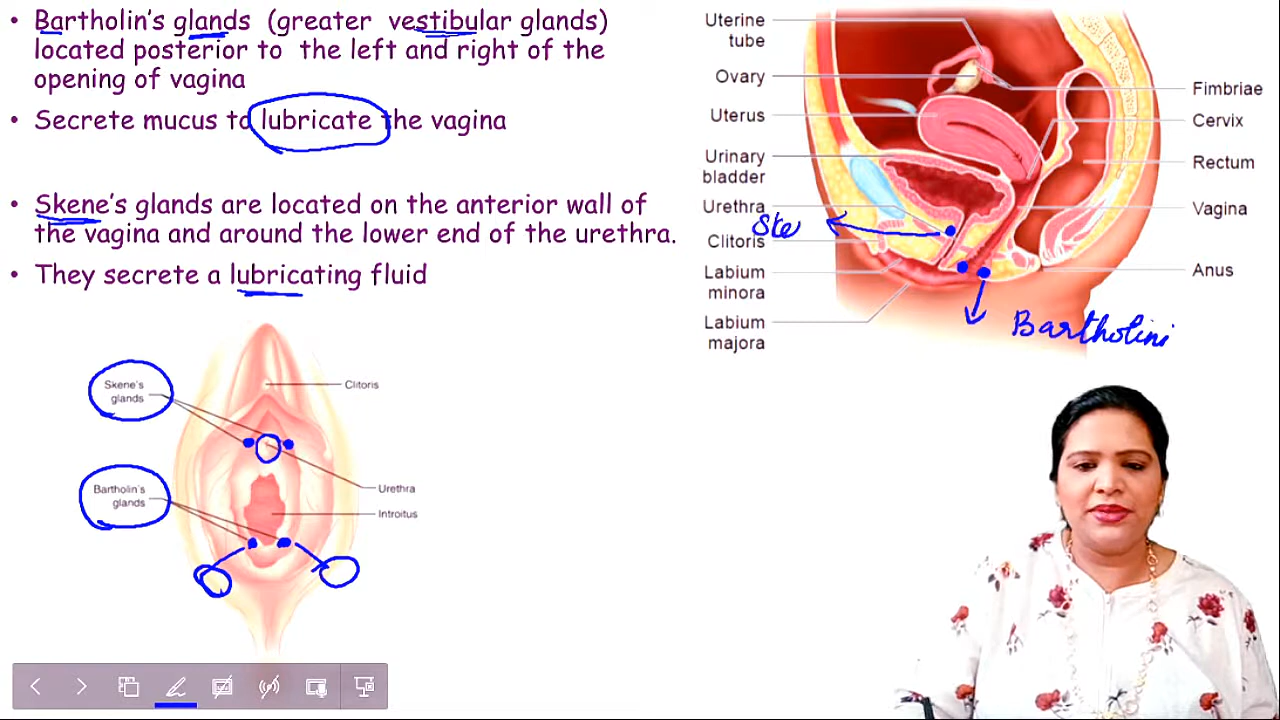 • Bartholin's glands (greater vestibular glands)
located posterior to the left and right of the
opening of vagina
• Secrete mucus to lubricate the vagina
• Skene's glands are located on the anterior wall of
the vagina and around the lower end of the urethra.
• They secrete a lubricating fluid
Skene's
glands
Clitoris
Bartholin's
glands
Urethra
Introitus
Uterine
tube
Ovary
Uterus
Urinary
bladder
Urethra
Ske
Clitoris
Labium
minora
Labium
majora
Fimbriae
Cervix
Rectum
Vagina
Anus
Bartholini